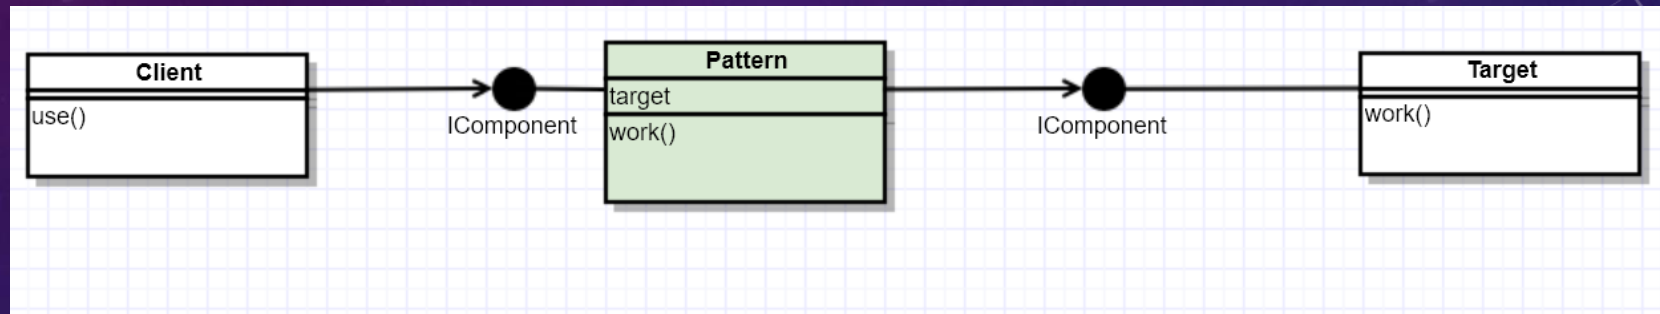 Client
use()
IComponent
Pattern
target
work()
IComponent
Target
work()